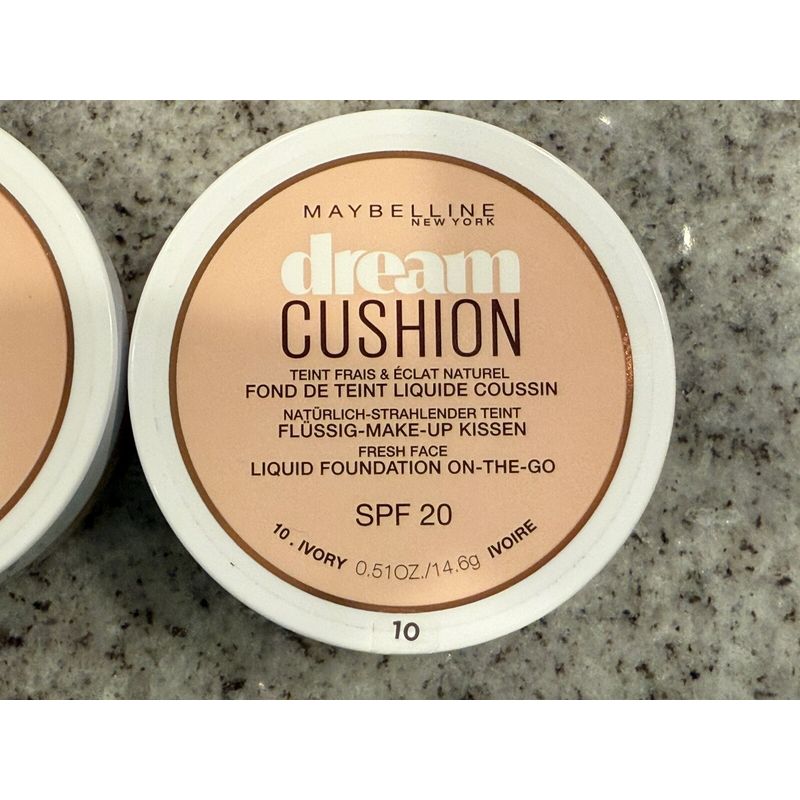 MAYBELLINE
NEW YORK
dream
CUSHION
TEINT FRAIS & ÉCLAT NATUREL
FOND DE TEINT LIQUIDE COUSSIN
NATÜRLICH-STRAHLENDER TEINT
FLÜSSIG-MAKE-UP KISSEN
FRESH FACE
LIQUID FOUNDATION ON-THE-GO
SPF 20
10 . IVORY 0.51OZ./14.6g IVOIRE
10